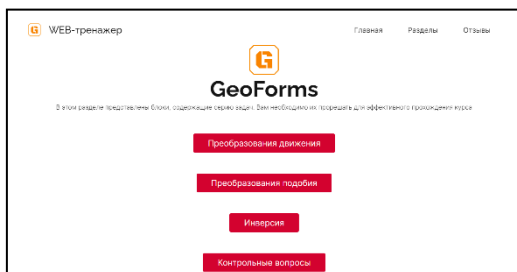 G WEB-тренажер Главная Разделы Отзывы
G
GeoForms
В этом разделе представлены блоки, содержащие серию задач. Вам необходимо их прорешать для эффективного прохождения курса
Преобразования движения
Преобразования подобия
Инверсия
Контрольные вопросы